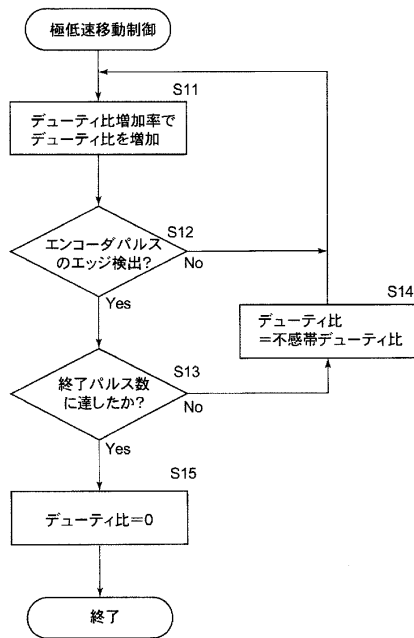 極低速移動制御
S11
デューティ比増加率で
デューティ比を増加
S12
エンコーダパルス
のエッジ検出?
No
Yes
S14
デューティ比
=不感帯デューティ比
S13
終了パルス数
に達したか?
No
Yes
S15
デューティ比=0
終了